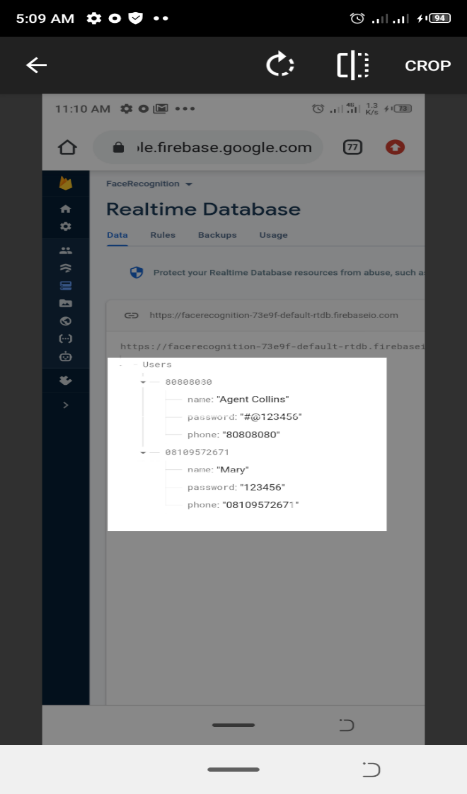 5:09 AM
94
CROP
11:10 AM
4G
1.3
K/s
ıle.firebase.google.com
77
FaceRecognition
Realtime Database
Data Rules Backups Usage
Protect your Realtime Database resources from abuse, such a
https://facerecognition-73e9f-default-rtdb.firebaseio.com
https://facerecognition-73e9f-default-rtdb.firebasei
Users
80808080
name: "Agent Collins"
password: "#@123456"
phone: "80808080"
08109572671
name: "Mary"
password: "123456"
phone: "08109572671"